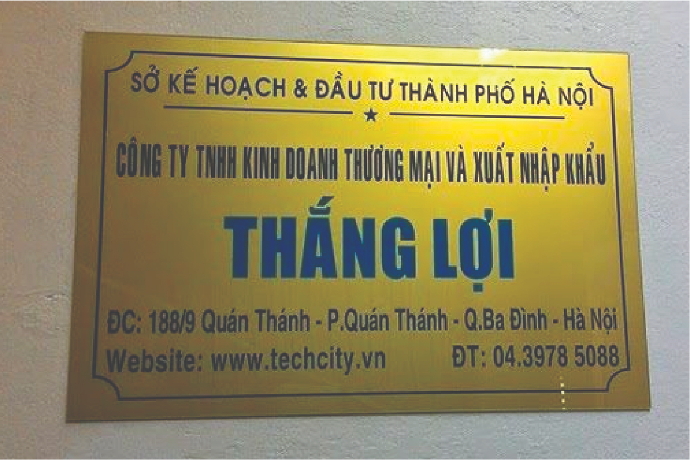 SỞ KẾ HOẠCH & ĐẦU TƯ THÀNH PHỐ HÀ NỘI
CÔNG TY TNHH KINH DOANH THƯƠNG MẠI VÀ XUẤT NHẬP KHẨU
THẮNG LỢI
ĐC: 188/9 Quán Thánh - P.Quán Thánh - Q.Ba Đình - Hà Nội
Website: www.techcity.vn ĐT: 04.3978 5088